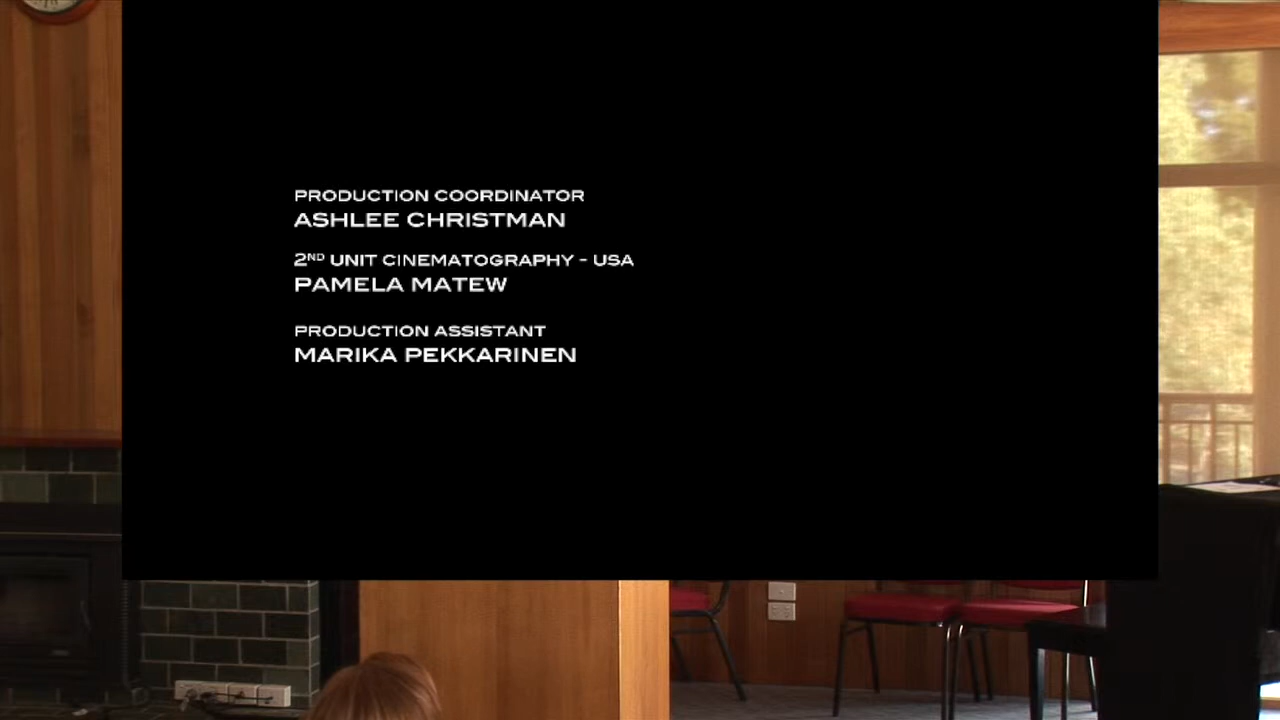 PRODUCTION COORDINATOR
ASHLEE CHRISTMAN
2ND UNIT CINEMATOGRAPHY - USA
PAMELA MATEW
PRODUCTION ASSISTANT
MARIKA PEKKARINEN